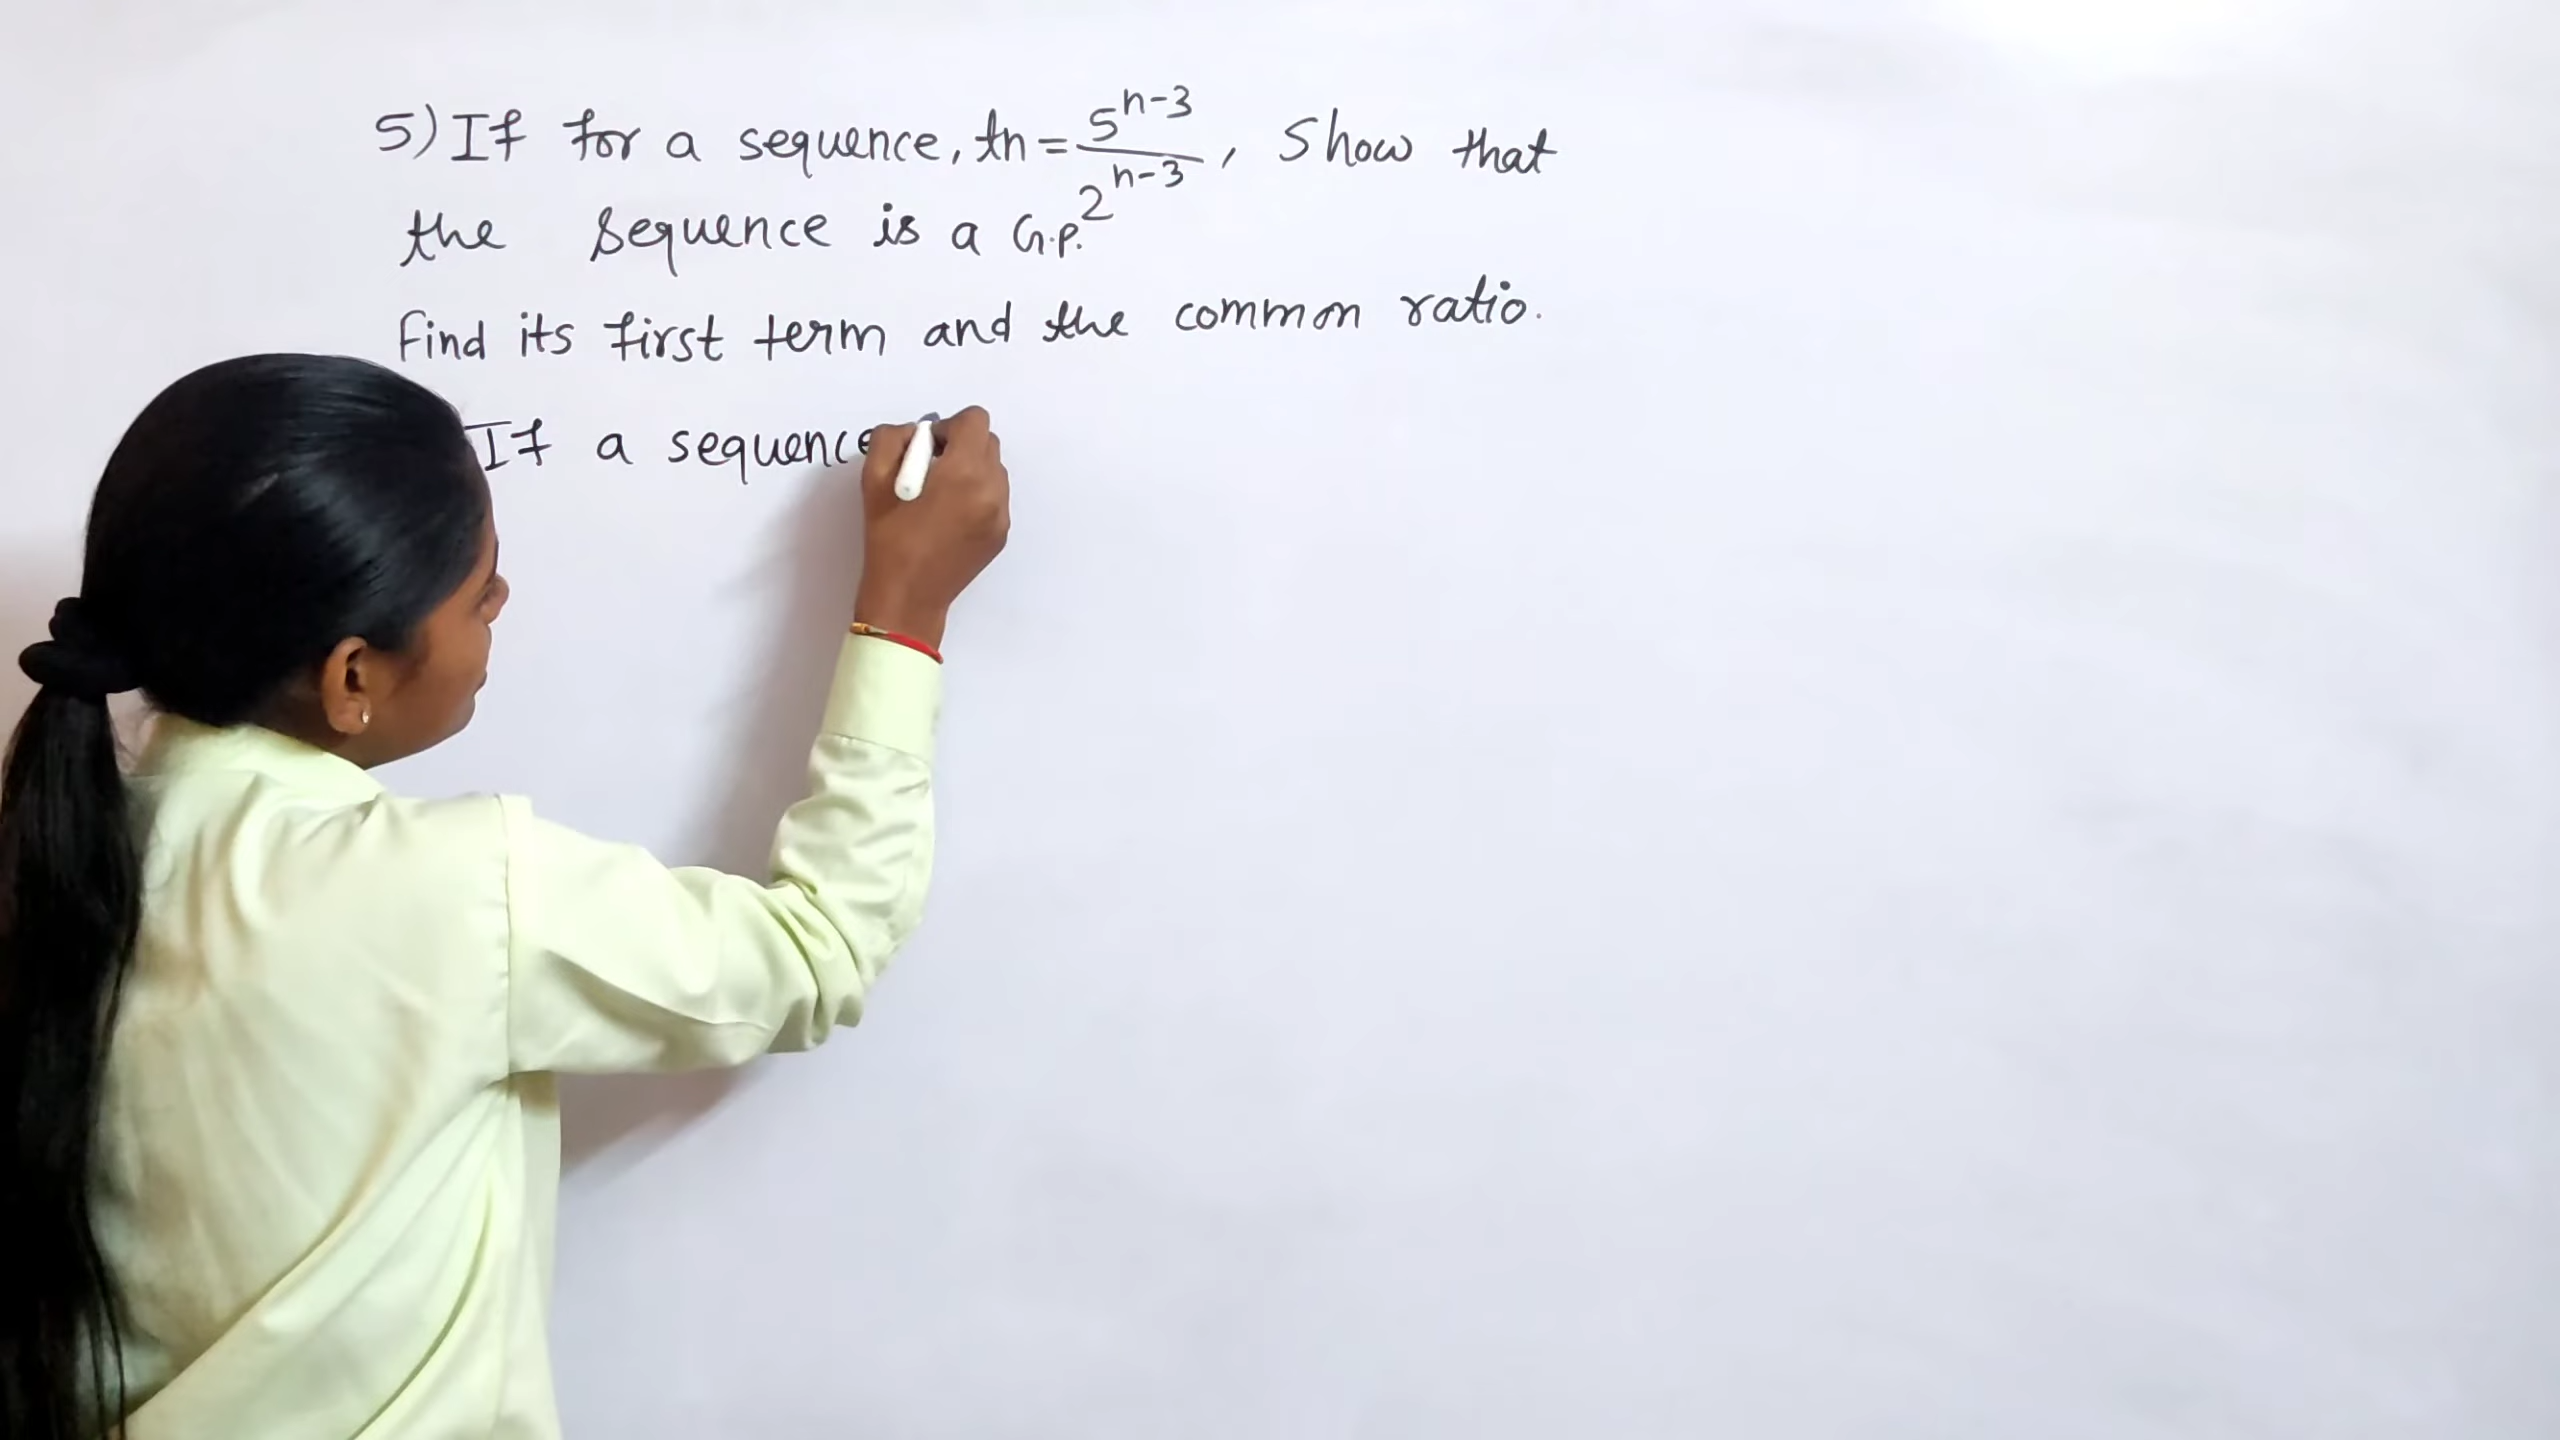 5) If for a sequence, tn = 5^{n-3}/2^{n-3}, Show that
the sequence is a G.P.
Find its first term and the common ratio.
If a sequence